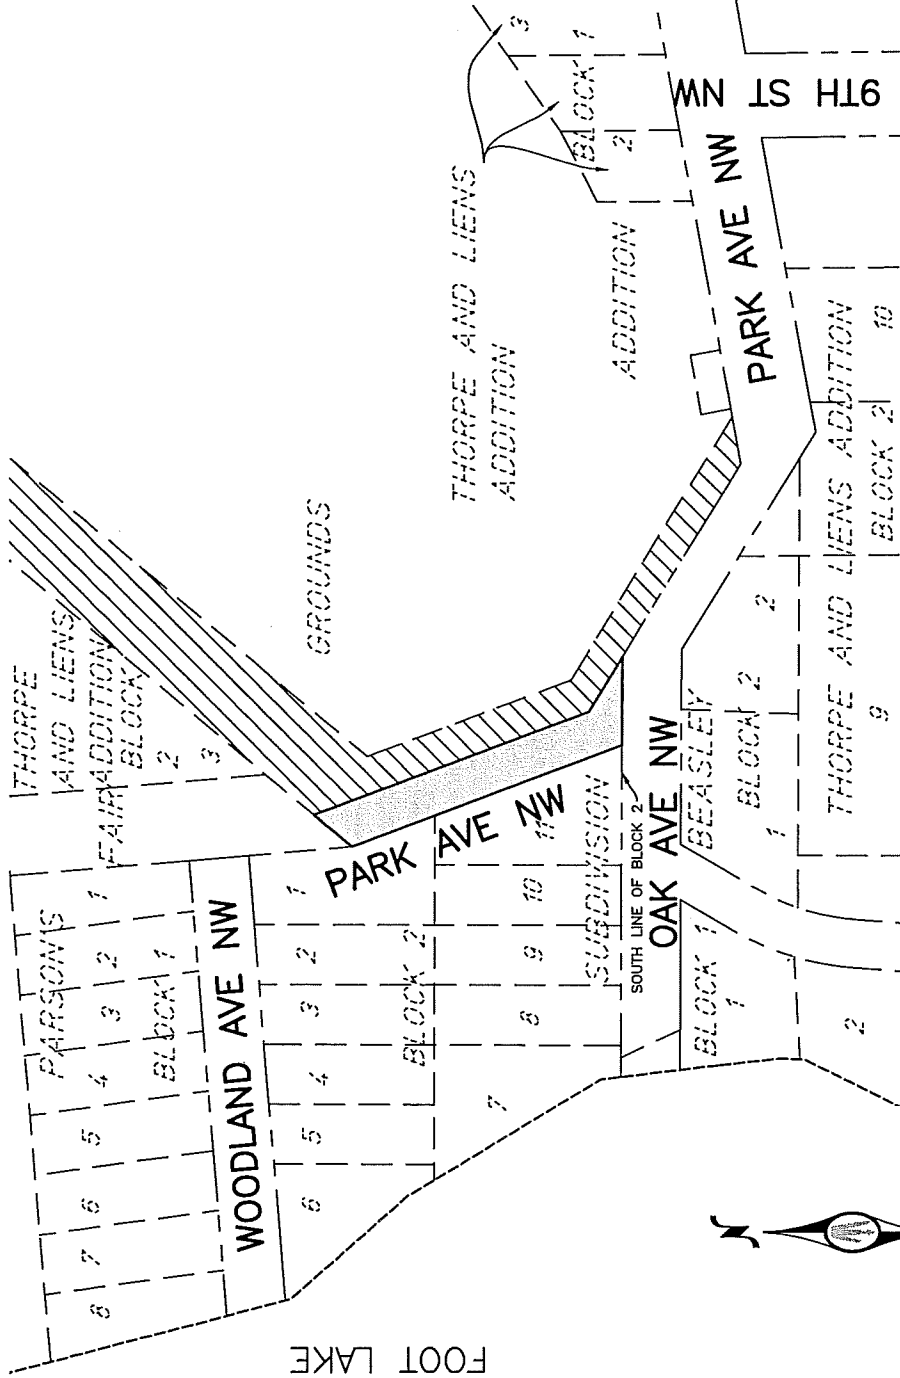 3
BLOCK 1
2
9TH ST NW
PARK AVE NW
THORPE AND LIENS
ADDITION
ADDITION
GROUNDS
THORPE
AND LIENS
ADDITION
BLOCK
2
3
FAIR
THORPE AND LIENS ADDITION
10
BLOCK 2
9
BEASLEY
BLOCK 2
2
1
PARK AVE NW
OAK AVE NW
SOUTH LINE OF BLOCK 2
SUBDIVISION
11
10
9
8
7
BLOCK 2
1
2
3
4
5
6
WOODLAND AVE NW
PARSON'S
BLOCK 1
1
2
3
4
5
6
7
8
BLOCK 1
1
2
N
FOOT LAKE